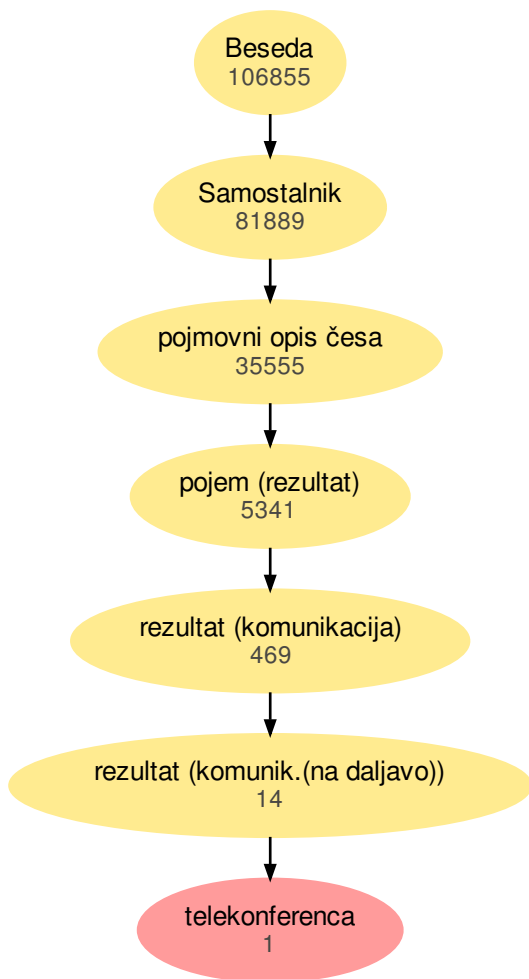 Beseda
106855
Samostalnik
81889
pojmovni opis česa
35555
pojem (rezultat)
5341
rezultat (komunikacija)
469
rezultat (komunik.(na daljavo))
14
telekonferenca
1